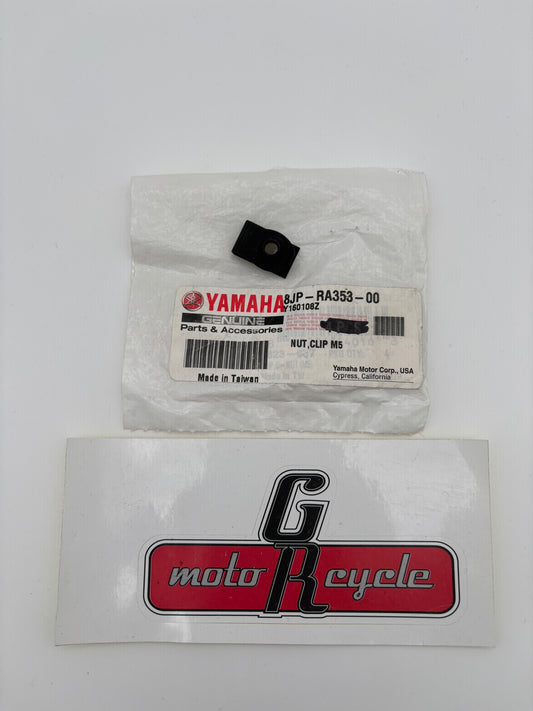 YAMAHA
GENUINE
Parts & Accessories
8JP-RA353-00
Y160108Z
NUT,CLIP M5
Made in Taiwan
Yamaha Motor Corp., USA
Cypress, California
GR
moto cycle